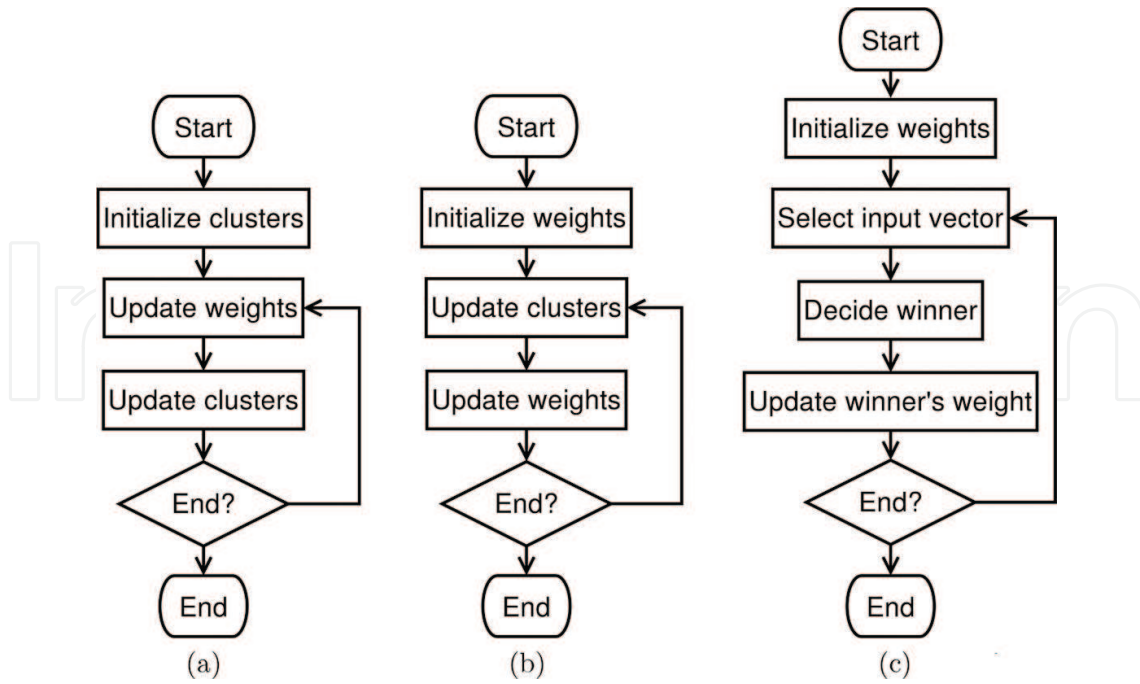 Start
Initialize clusters
Update weights
Update clusters
End?
End
(a)
Start
Initialize weights
Update clusters
Update weights
End?
End
(b)
Start
Initialize weights
Select input vector
Decide winner
Update winner's weight
End?
End
(c)